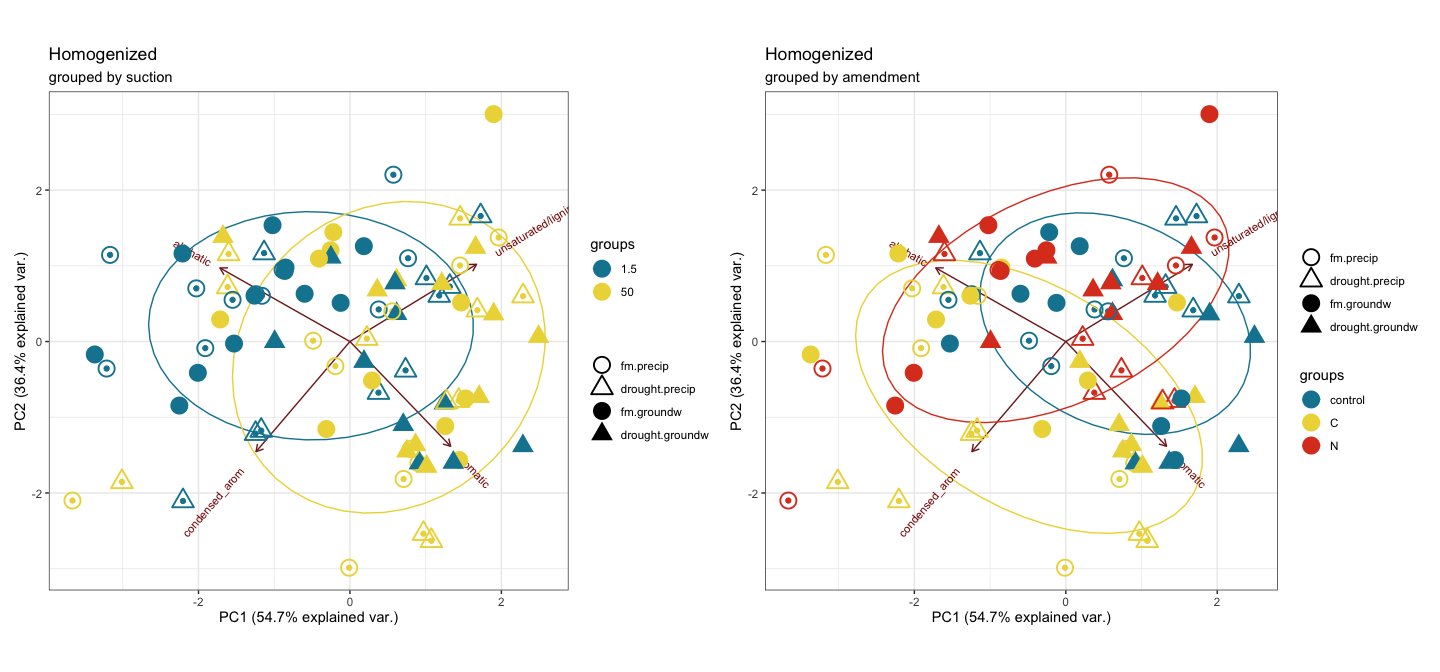 Homogenized
grouped by suction
2
0
-2
PC2 (36.4% explained var.)
-2
0
2
PC1 (54.7% explained var.)
condensed_arom
groups
1.5
50
fm.precip
drought.precip
fm.groundw
drought.groundw
Homogenized
grouped by amendment
2
0
-2
PC2 (36.4% explained var.)
-2
0
2
PC1 (54.7% explained var.)
condensed_arom
fm.precip
drought.precip
fm.groundw
drought.groundw
groups
control
C
N